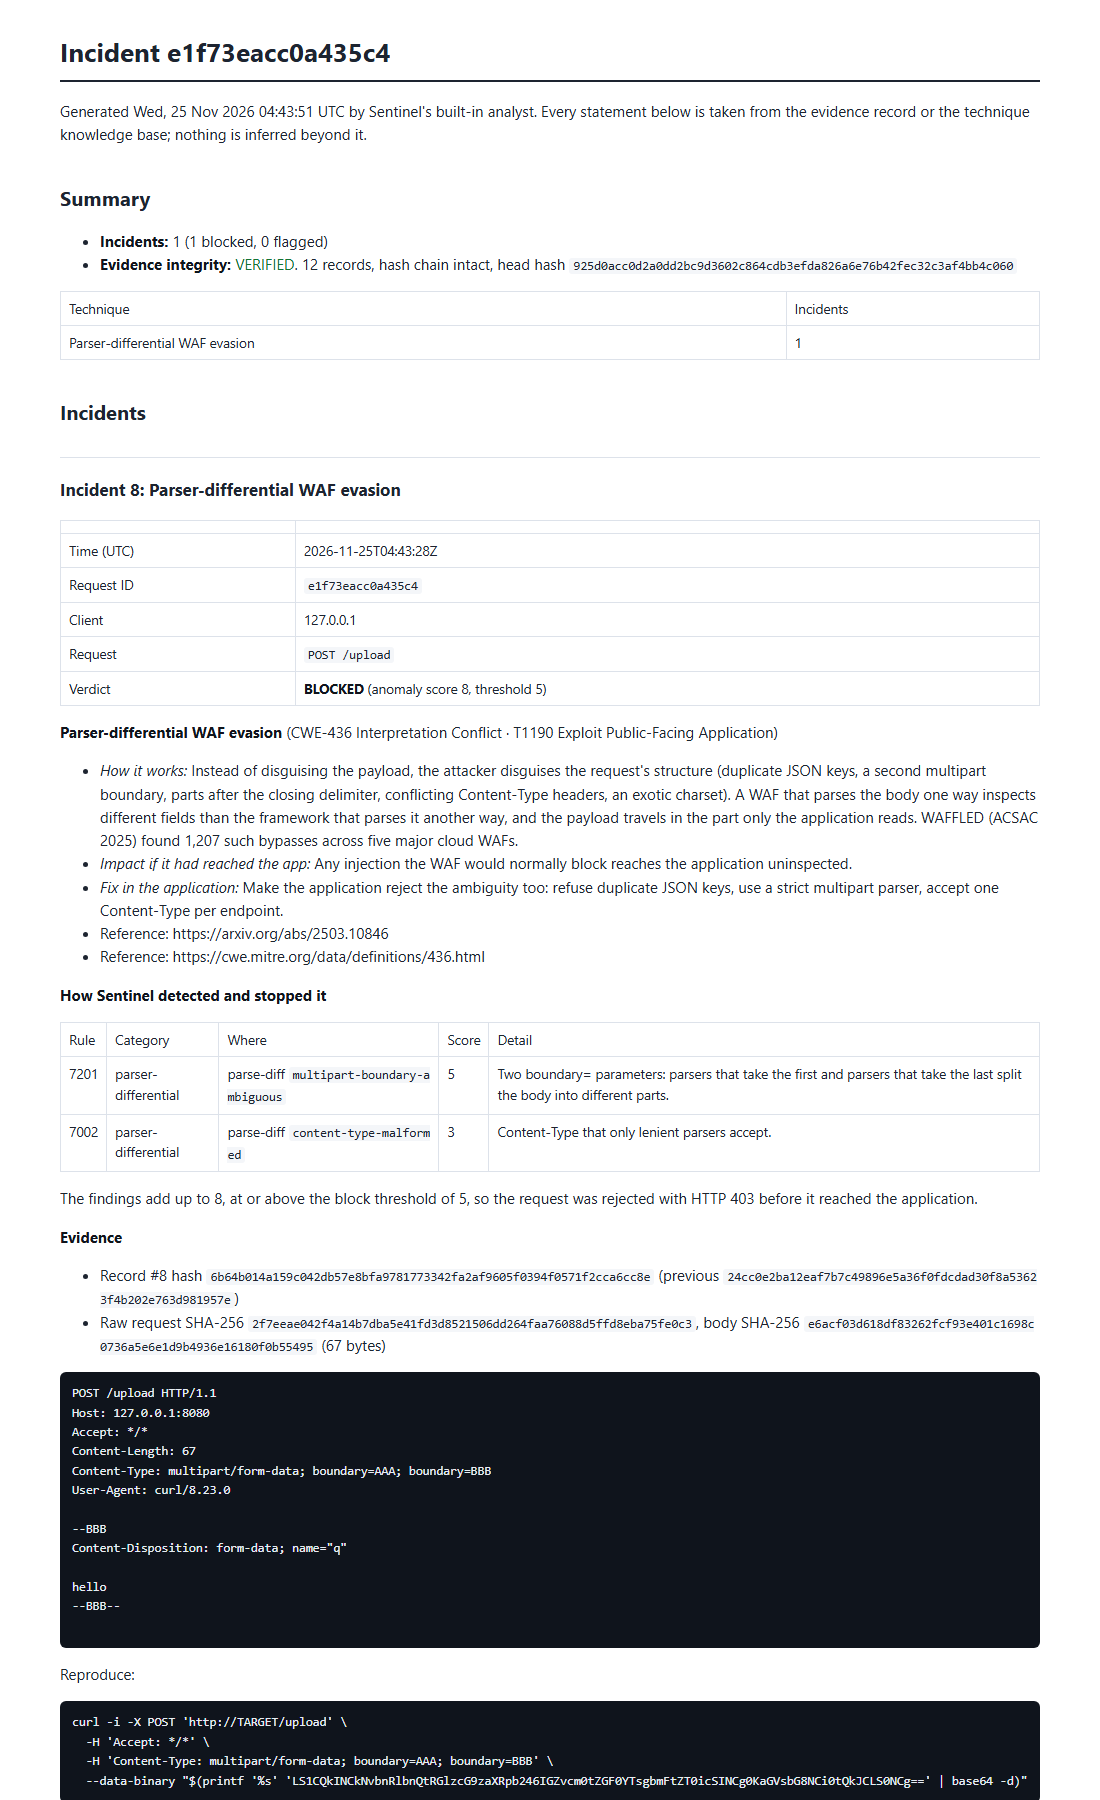 Incident e1f73eacc0a435c4
Generated Wed, 25 Nov 2026 04:43:51 UTC by Sentinel's built-in analyst. Every statement below is taken from the evidence record or the technique
knowledge base; nothing is inferred beyond it.
Summary
• Incidents: 1 (1 blocked, 0 flagged)
• Evidence integrity: VERIFIED. 12 records, hash chain intact, head hash 925d0acc0d2a0dd2bc9d3602c864cdb3efda826a6e76b42fec32c3af4bb4c060
Technique Incidents
Parser-differential WAF evasion 1
Incidents
Incident 8: Parser-differential WAF evasion
Time (UTC) 2026-11-25T04:43:28Z
Request ID e1f73eacc0a435c4
Client 127.0.0.1
Request POST /upload
Verdict BLOCKED (anomaly score 8, threshold 5)
Parser-differential WAF evasion (CWE-436 Interpretation Conflict · T1190 Exploit Public-Facing Application)
• How it works: Instead of disguising the payload, the attacker disguises the request's structure (duplicate JSON keys, a second multipart
boundary, parts after the closing delimiter, conflicting Content-Type headers, an exotic charset). A WAF that parses the body one way inspects
different fields than the framework that parses it another way, and the payload travels in the part only the application reads. WAFFLED (ACSAC
2025) found 1,207 such bypasses across five major cloud WAFs.
• Impact if it had reached the app: Any injection the WAF would normally block reaches the application uninspected.
• Fix in the application: Make the application reject the ambiguity too: refuse duplicate JSON keys, use a strict multipart parser, accept one
Content-Type per endpoint.
• Reference: https://arxiv.org/abs/2503.10846
• Reference: https://cwe.mitre.org/data/definitions/436.html
How Sentinel detected and stopped it
Rule Category Where Score Detail
7201 parser- parse-diff multipart-boundary-a 5 Two boundary= parameters: parsers that take the first and parsers that take the last split
differential mbiguous the body into different parts.
7002 parser- parse-diff content-type-malform 3 Content-Type that only lenient parsers accept.
differential ed
The findings add up to 8, at or above the block threshold of 5, so the request was rejected with HTTP 403 before it reached the application.
Evidence
• Record #8 hash 6b64b014a159c042db57e8bfa9781773342fa2af9605f0394f0571f2cca6cc8e (previous 24cc0e2ba12eaf7b7c49896e5a36f0fdcdad30f8a5362
3f4b202e763d981957e)
• Raw request SHA-256 2f7eeae042f4a14b7dba5e41fd3d8521506dd264faa76088d5ffd8eba75fe0c3, body SHA-256 e6acf03d618df83262fcf93e401c1698c
0736a5e6e1d9b4936e16180f0b55495 (67 bytes)
POST /upload HTTP/1.1
Host: 127.0.0.1:8080
Accept: */*
Content-Length: 67
Content-Type: multipart/form-data; boundary=AAA; boundary=BBB
User-Agent: curl/8.23.0
--BBB
Content-Disposition: form-data; name="q"
hello
--BBB--
Reproduce:
curl -i -X POST 'http://TARGET/upload' \
-H 'Accept: */*' \
-H 'Content-Type: multipart/form-data; boundary=AAA; boundary=BBB' \
--data-binary "$(printf '%s' 'LS1CQkINCkNvbnRlbnQtRGlzcG9zaXRpb246IGZvcm0tZGF0YTsgbmFtZT0icSINCg0KaGVsbG8NCi0tQkJCLS0NCg==' | base64 -d)"